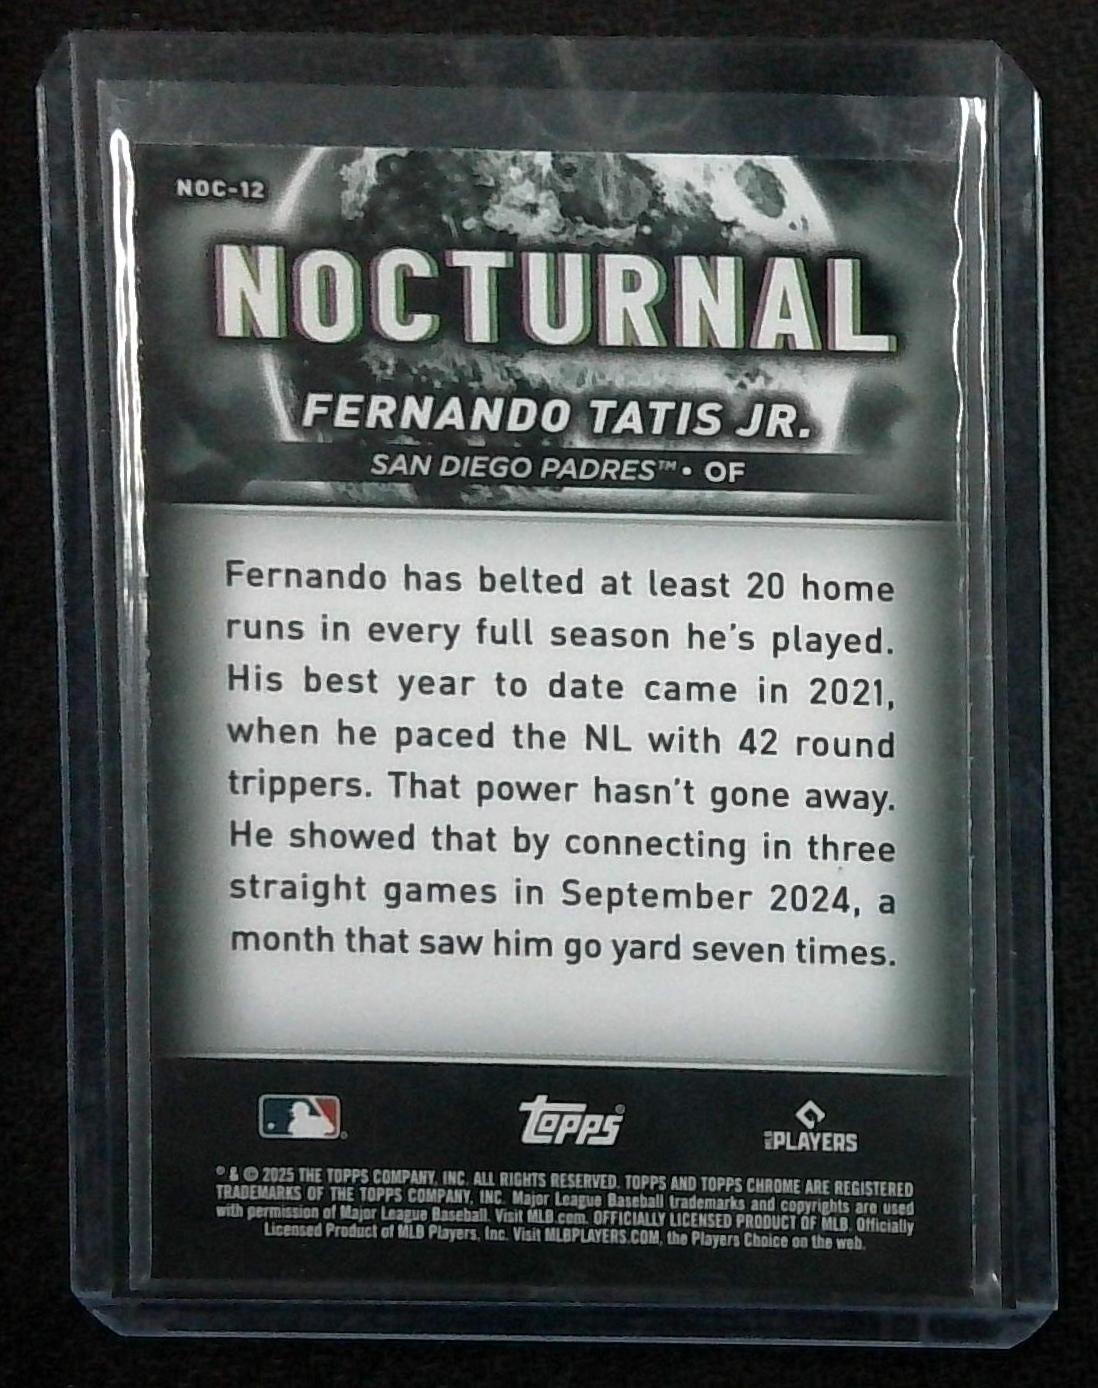 NOC-12
NOCTURNAL
FERNANDO TATIS JR.
SAN DIEGO PADRES™ • OF
Fernando has belted at least 20 home
runs in every full season he's played.
His best year to date came in 2021,
when he paced the NL with 42 round
trippers. That power hasn't gone away.
He showed that by connecting in three
straight games in September 2024, a
month that saw him go yard seven times.
Topps
PLAYERS
® & © 2025 THE TOPPS COMPANY, INC. ALL RIGHTS RESERVED. TOPPS AND TOPPS CHROME ARE REGISTERED
TRADEMARKS OF THE TOPPS COMPANY, INC. Major League Baseball trademarks and copyrights are used
with permission of Major League Baseball. Visit MLB.com. OFFICIALLY LICENSED PRODUCT OF MLB. Officially
Licensed Product of MLB Players, Inc. Visit MLBPLAYERS.COM, the Players Choice on the web.